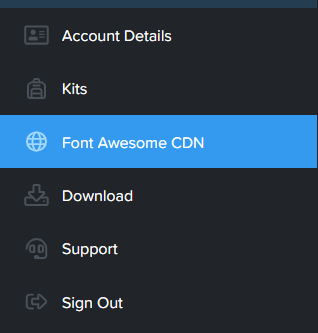 Account Details
Kits
Font Awesome CDN
Download
Support
Sign Out